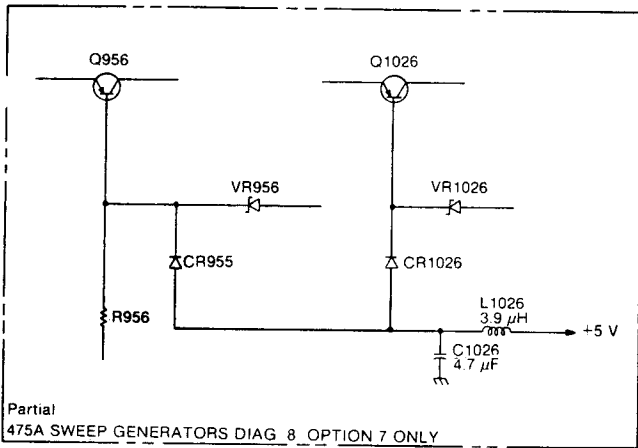 Q956
Q1026
VR956
VR1026
CR955
CR1026
R956
L1026
3.9 µH
+5 V
C1026
4.7 µF
Partial
475A SWEEP GENERATORS DIAG 8 OPTION 7 ONLY